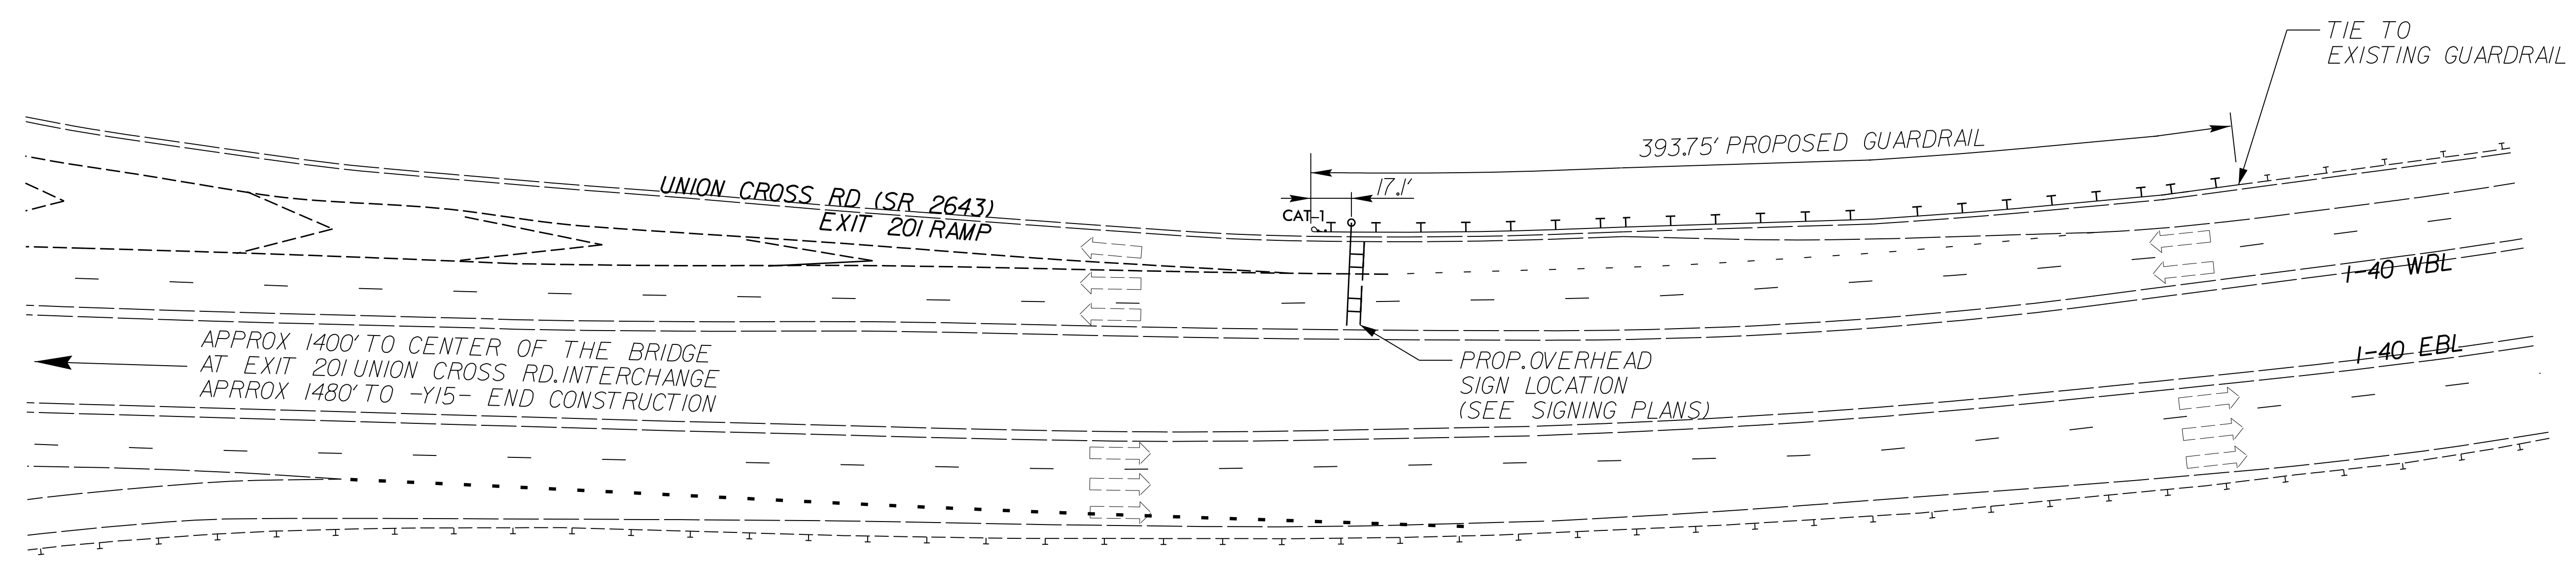 TIE TO
EXISTING GUARDRAIL
393.75' PROPOSED GUARDRAIL
17.1'
CAT-1
UNION CROSS RD (SR 2643)
EXIT 201 RAMP
I-40 WBL
I-40 EBL
APPROX 1400' TO CENTER OF THE BRIDGE
AT EXIT 201 UNION CROSS RD. INTERCHANGE
APRROX 1480' TO -Y15- END CONSTRUCTION
PROP. OVERHEAD
SIGN LOCATION
(SEE SIGNING PLANS)